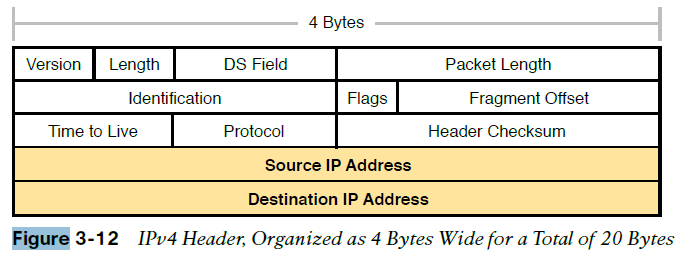 4 Bytes
Version Length DS Field Packet Length
Identification Flags Fragment Offset
Time to Live Protocol Header Checksum
Source IP Address
Destination IP Address
Figure 3-12 IPv4 Header, Organized as 4 Bytes Wide for a Total of 20 Bytes